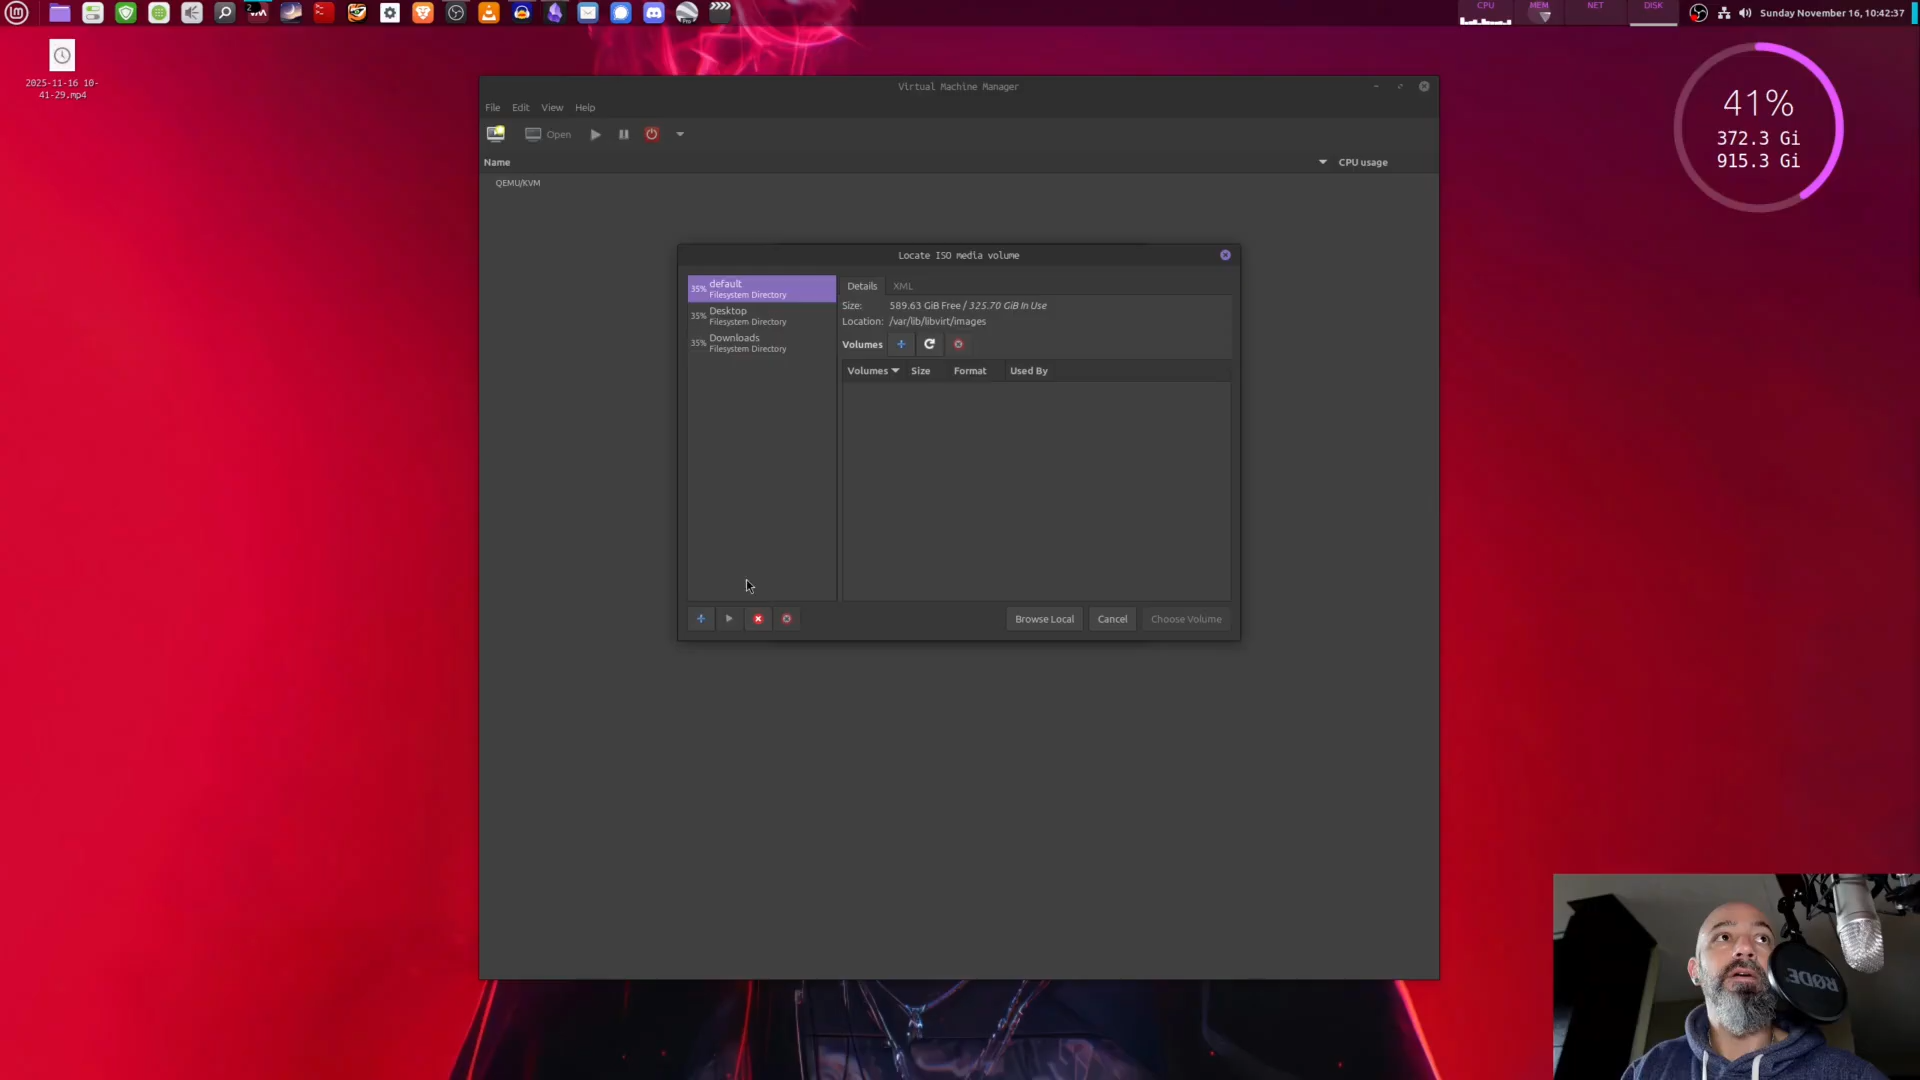 CPU
MEM
NET
DISK
Sunday November 16, 10:42:37
2025-11-16 10-
41-29.mp4
41%
372.3 Gi
915.3 Gi
Virtual Machine Manager
File Edit View Help
Open
Name
CPU usage
QEMU/KVM
Locate ISO media volume
35% default
Filesystem Directory
35% Desktop
Filesystem Directory
35% Downloads
Filesystem Directory
Details XML
Size: 589.63 GiB Free / 325.70 GiB In Use
Location: /var/lib/libvirt/images
Volumes
Volumes Size Format Used By
Browse Local Cancel Choose Volume
RØDE